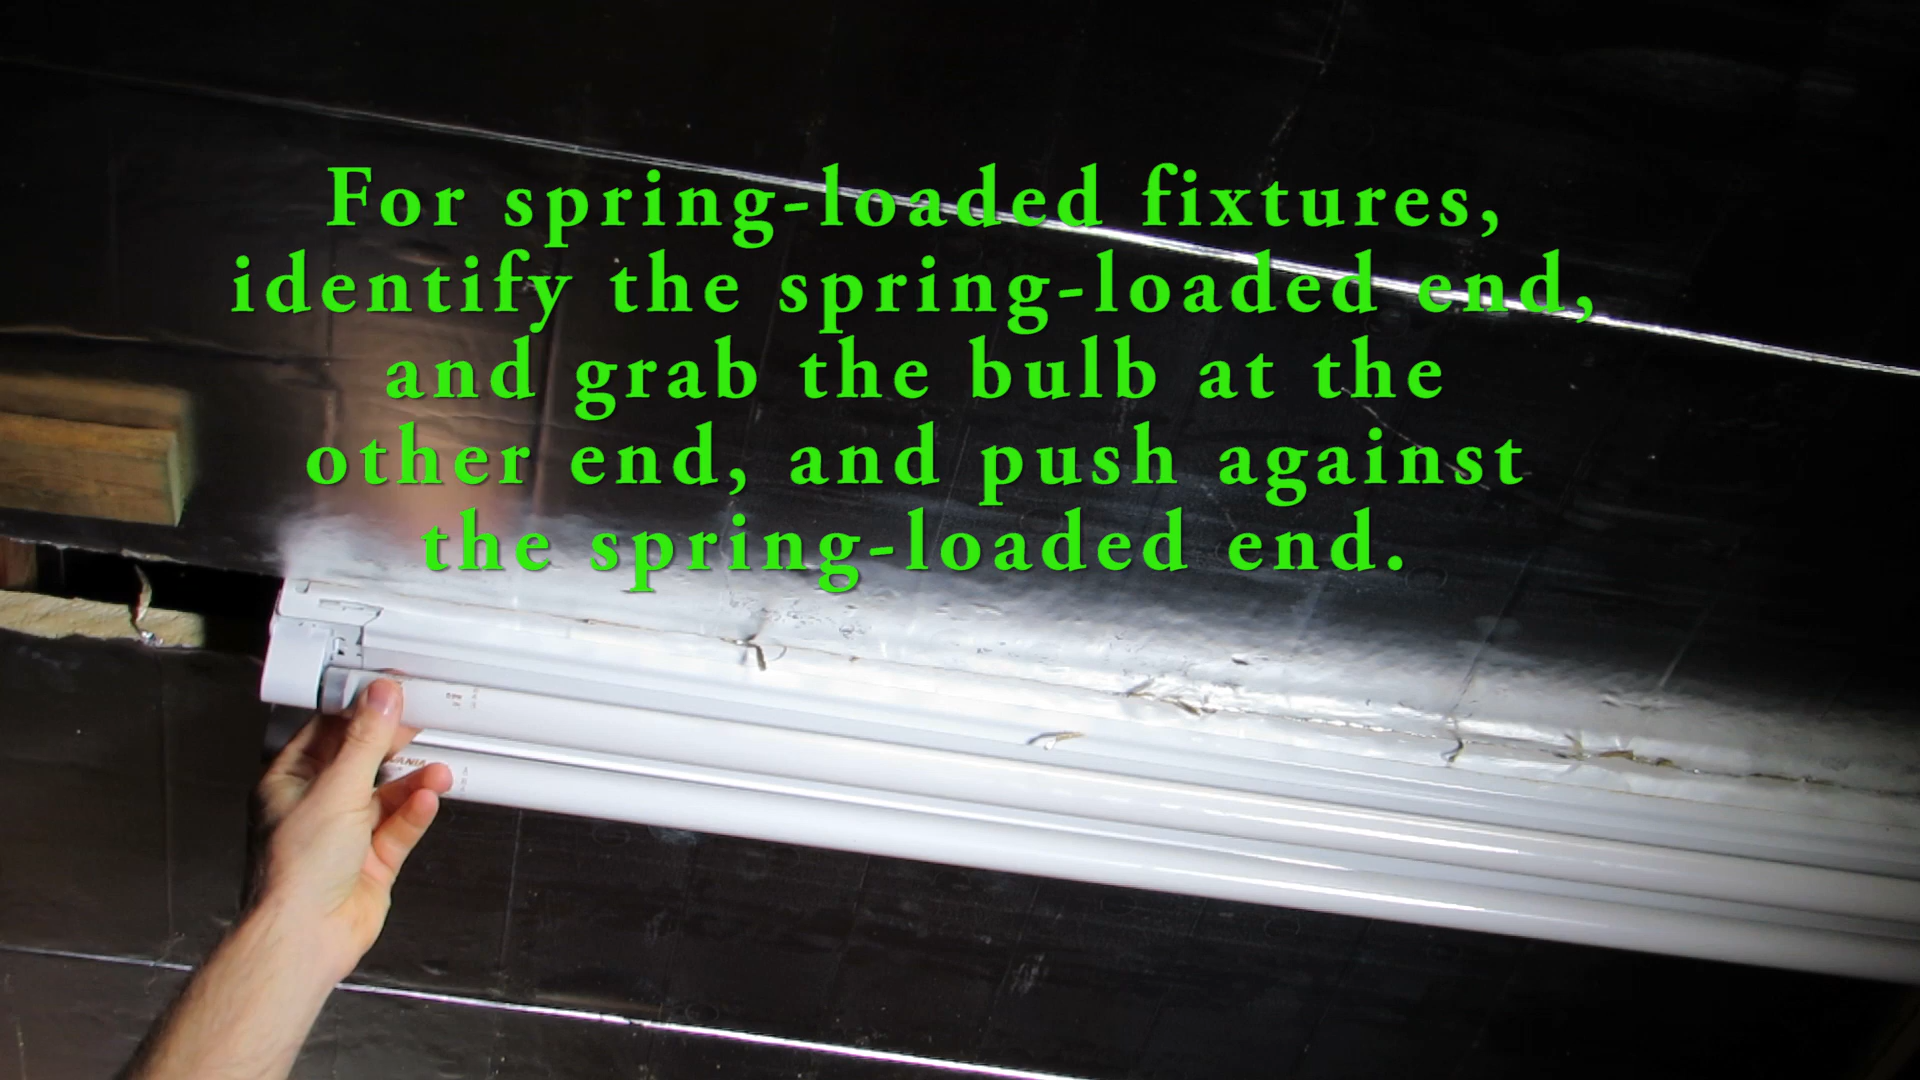 For spring-loaded fixtures,
identify the spring-loaded end,
and grab the bulb at the
other end, and push against
the spring-loaded end.